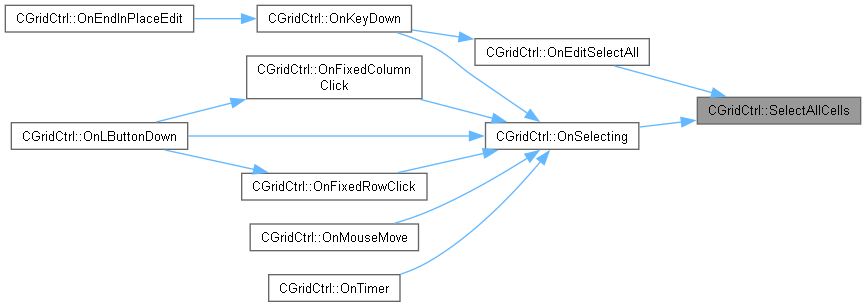 CGridCtrl::OnEndInPlaceEdit
CGridCtrl::OnKeyDown
CGridCtrl::OnEditSelectAll
CGridCtrl::OnFixedColumn
Click
CGridCtrl::SelectAllCells
CGridCtrl::OnLButtonDown
CGridCtrl::OnSelecting
CGridCtrl::OnFixedRowClick
CGridCtrl::OnMouseMove
CGridCtrl::OnTimer